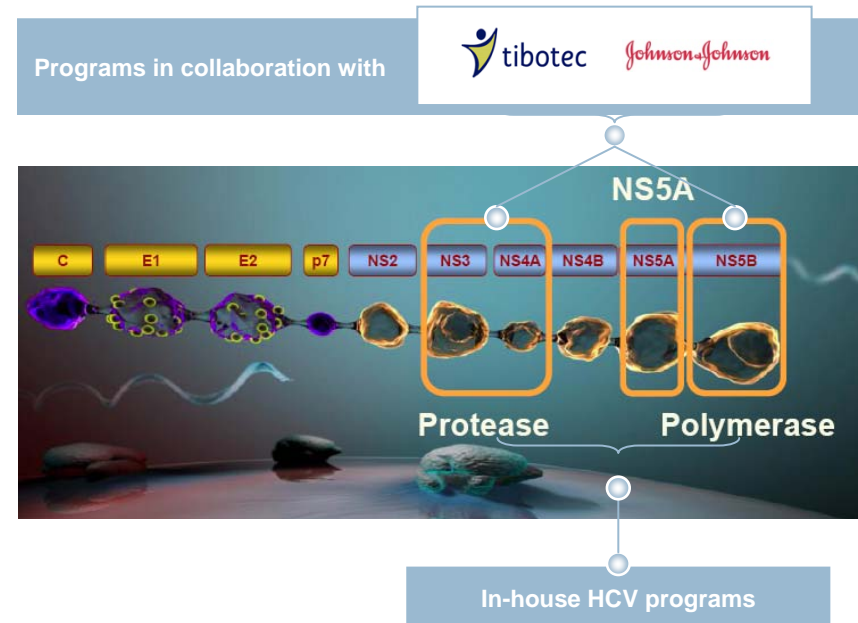 Programs in collaboration with
tibotec Johnson & Johnson
NS5A
C E1 E2 p7 NS2 NS3 NS4A NS4B NS5A NS5B
Protease Polymerase
In-house HCV programs